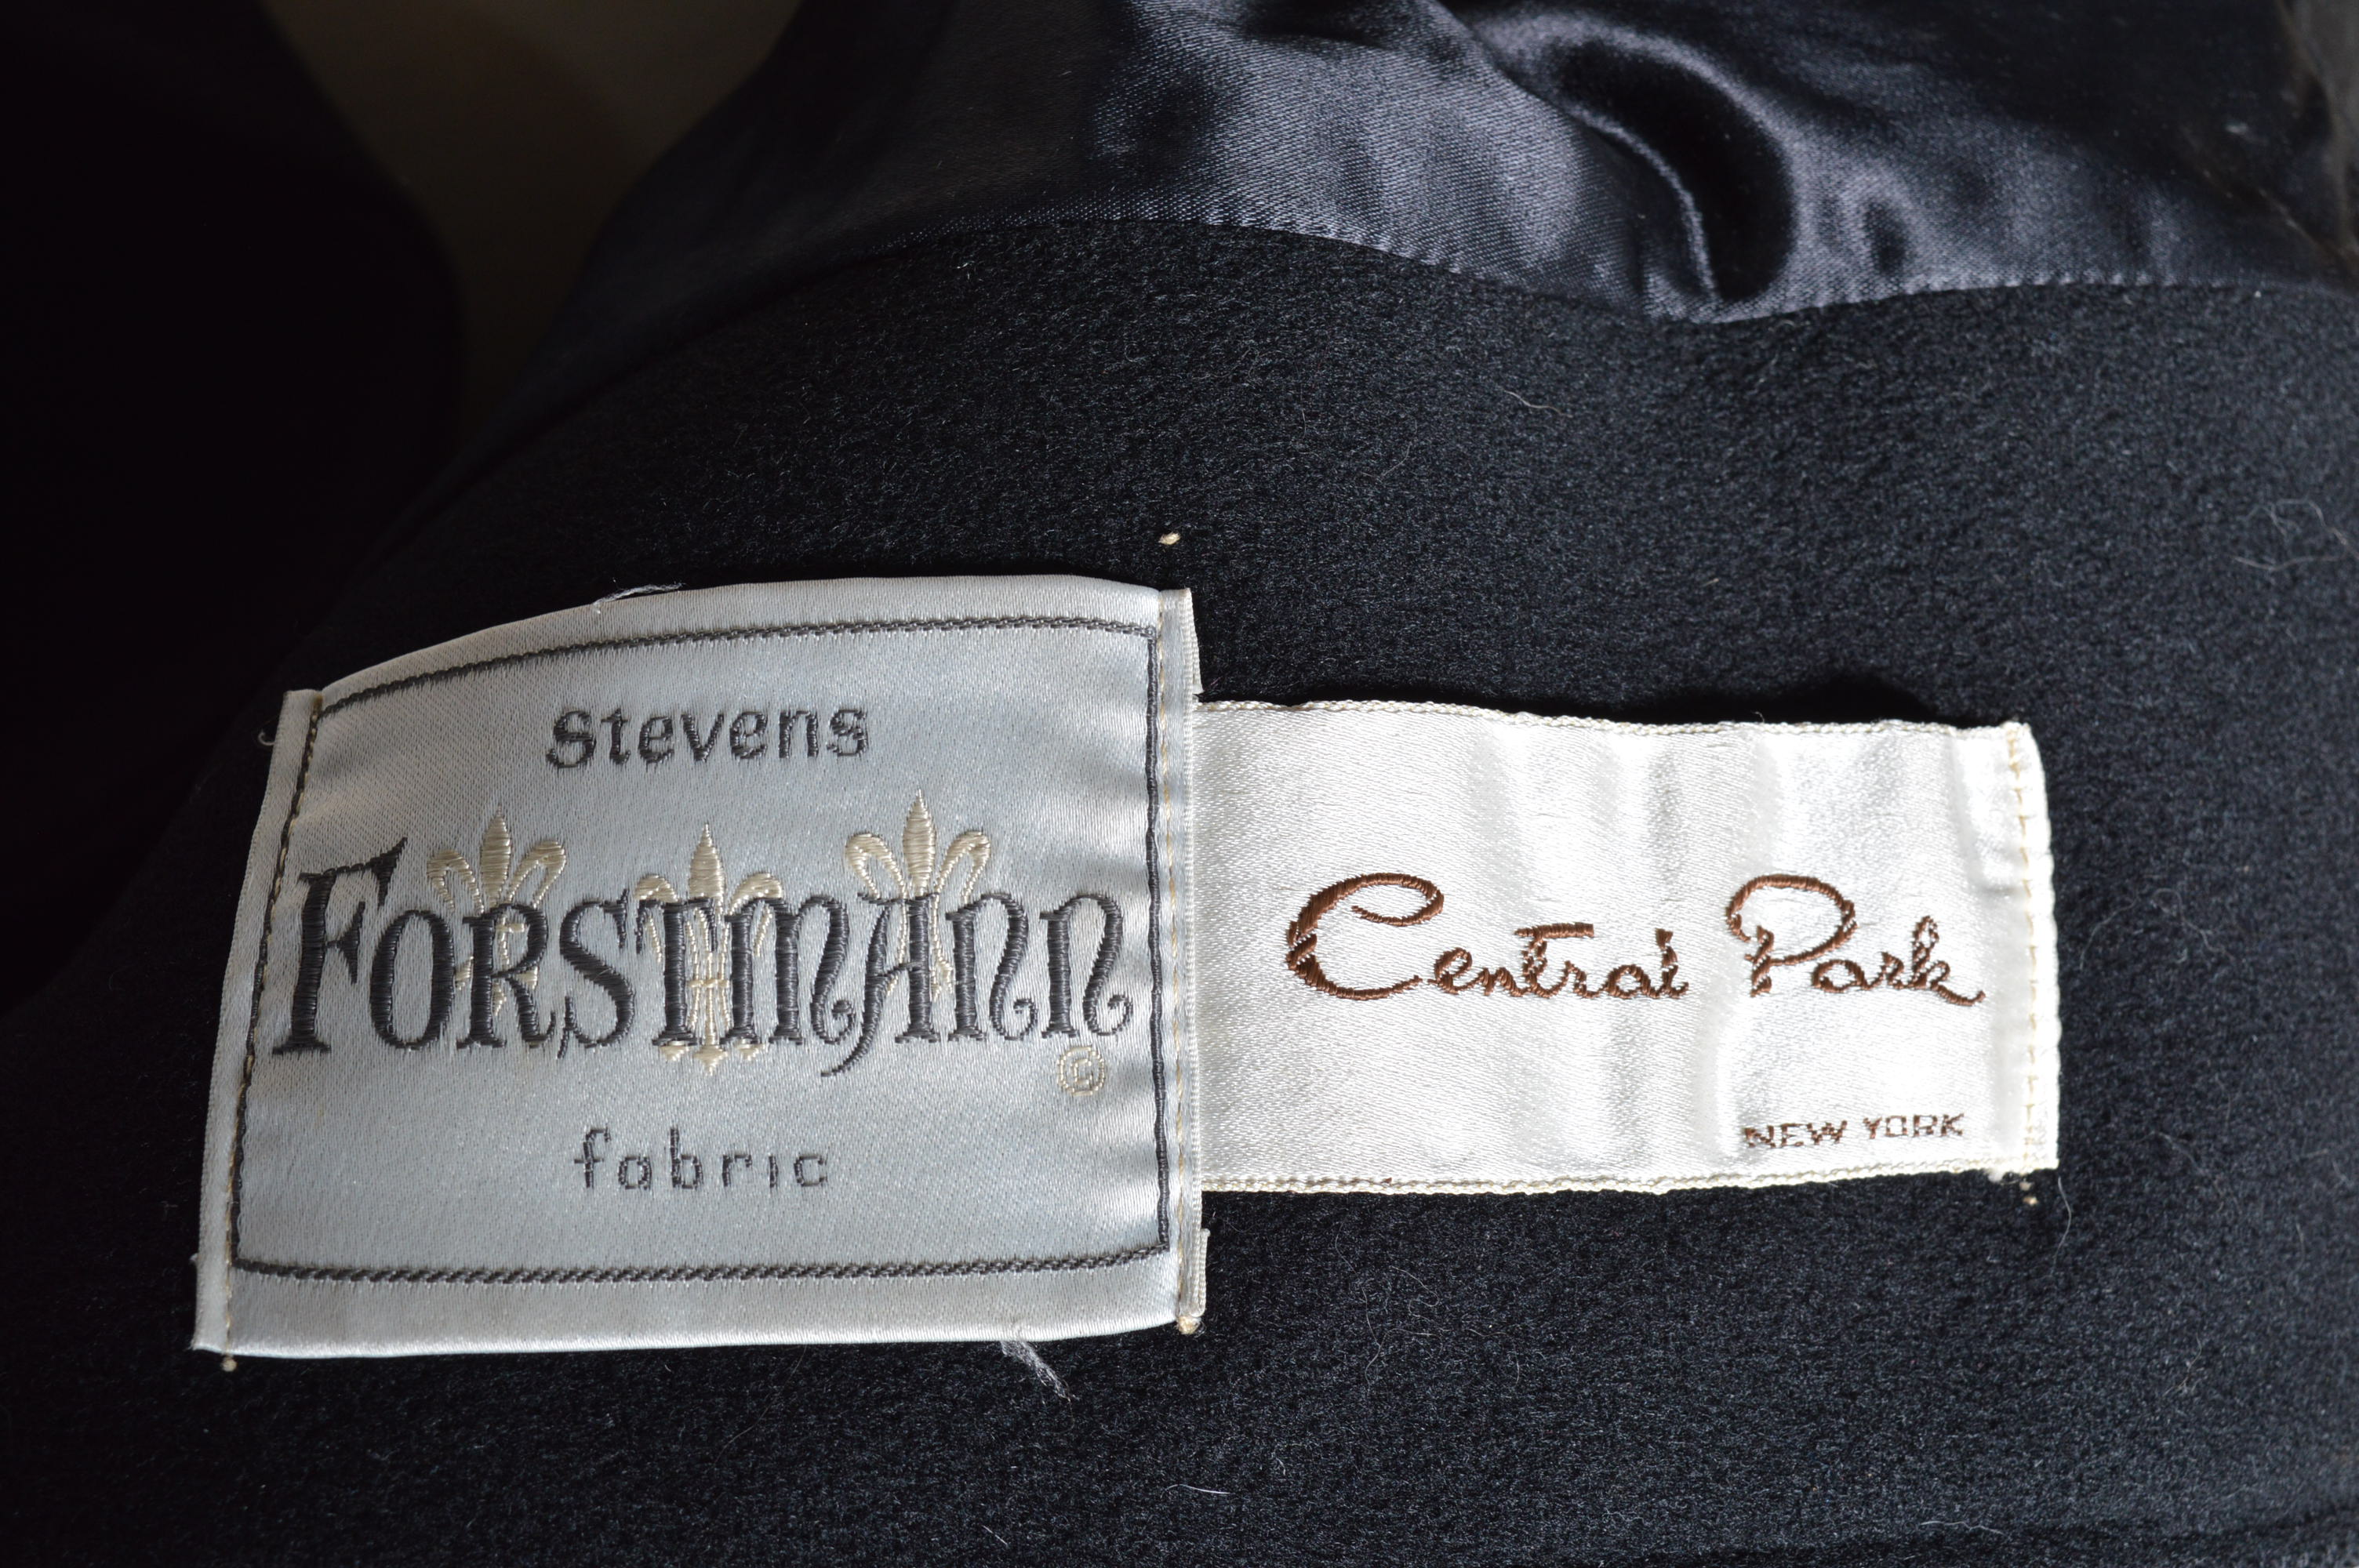 Stevens
FORSTMANN
fabric
Central Park
NEW YORK